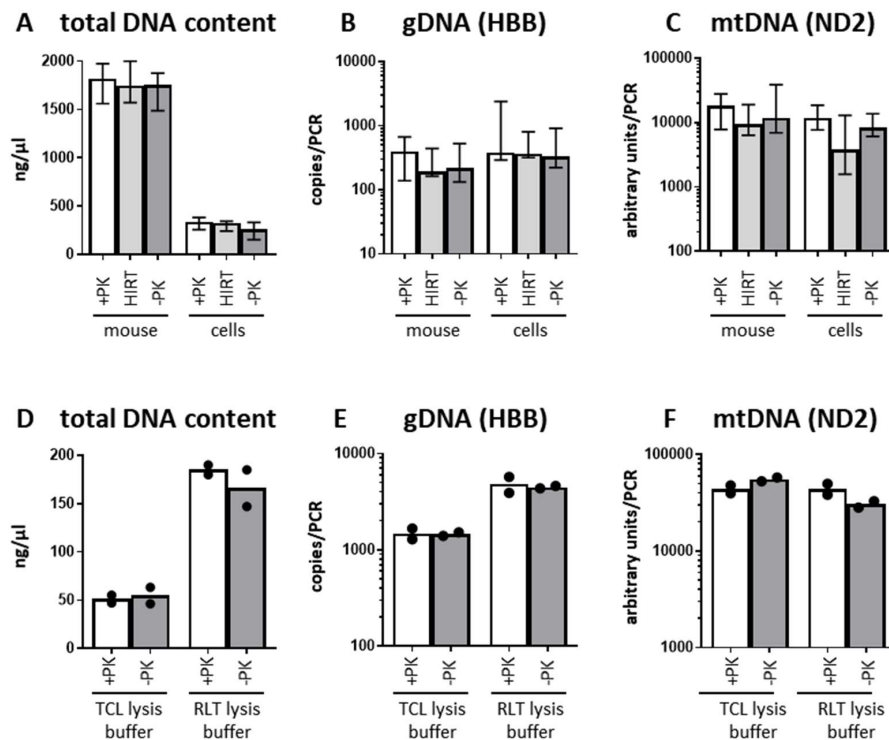 A total DNA content
2000
1500
1000
500
0
ng/µl
+PK HIRT -PK +PK HIRT -PK
mouse cells
B gDNA (HBB)
10000
1000
100
10
copies/PCR
+PK HIRT -PK +PK HIRT -PK
mouse cells
C mtDNA (ND2)
100000
10000
1000
100
arbitrary units/PCR
+PK HIRT -PK +PK HIRT -PK
mouse cells
D total DNA content
200
150
100
50
0
ng/µl
+PK -PK +PK -PK
TCL lysis RLT lysis
buffer buffer
E gDNA (HBB)
10000
1000
100
copies/PCR
+PK -PK +PK -PK
TCL lysis RLT lysis
buffer buffer
F mtDNA (ND2)
100000
10000
1000
arbitrary units/PCR
+PK -PK +PK -PK
TCL lysis RLT lysis
buffer buffer